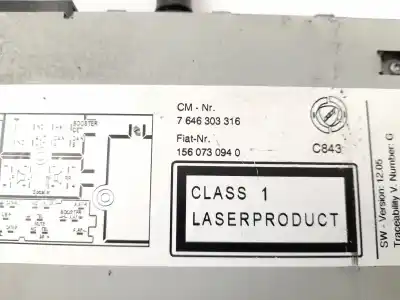 CM - Nr.
7 646 303 316
Fiat-Nr.
156 073 094 0
C843
CLASS 1
LASERPRODUCT
SW - Version: 12.05
Traceability V. Number: G
BOOSTER